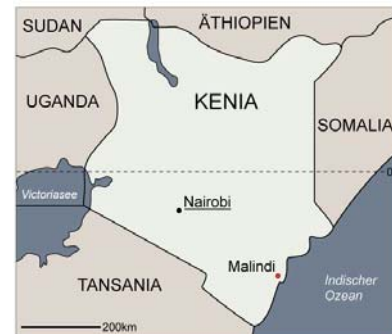 SUDAN
ÄTHIOPIEN
UGANDA
KENIA
SOMALIA
0
Victoriasee
Nairobi
Malindi
TANSANIA
Indischer
Ozean
200km